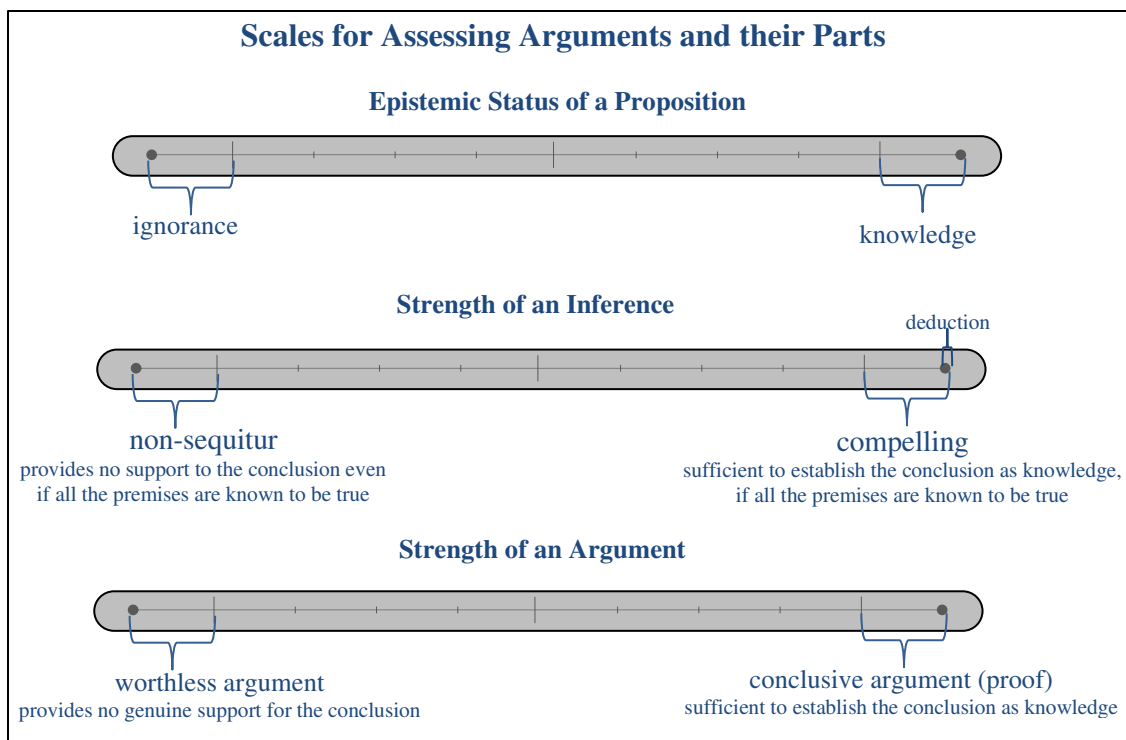 Scales for Assessing Arguments and their Parts
Epistemic Status of a Proposition
ignorance
knowledge
Strength of an Inference
deduction
non-sequitur
provides no support to the conclusion even
if all the premises are known to be true
compelling
sufficient to establish the conclusion as knowledge,
if all the premises are known to be true
Strength of an Argument
worthless argument
provides no genuine support for the conclusion
conclusive argument (proof)
sufficient to establish the conclusion as knowledge